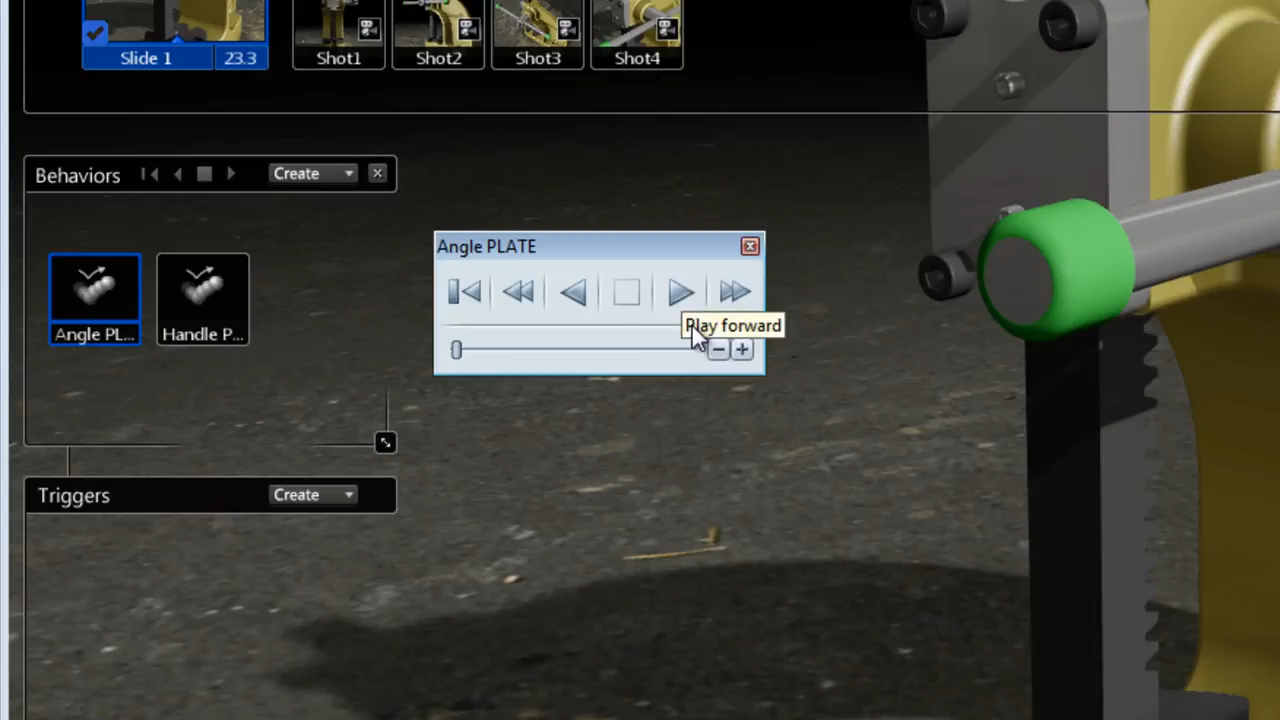 Slide 1 23.3 Shot1 Shot2 Shot3 Shot4
Behaviors Create
Angle PL... Handle P...
Angle PLATE
Play forward
Triggers Create